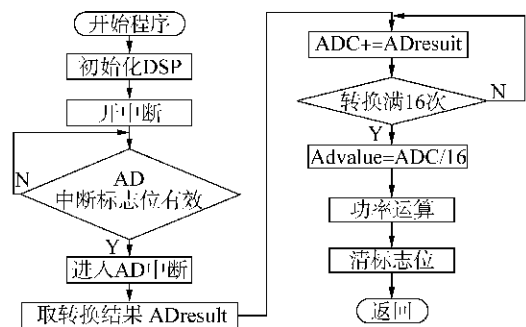 开始程序
初始化DSP
开中断
AD
中断标志位有效
N
Y
进入AD中断
取转换结果 ADresult
ADC+=ADresuit
转换满16次
N
Y
Advalue=ADC/16
功率运算
清标志位
返回